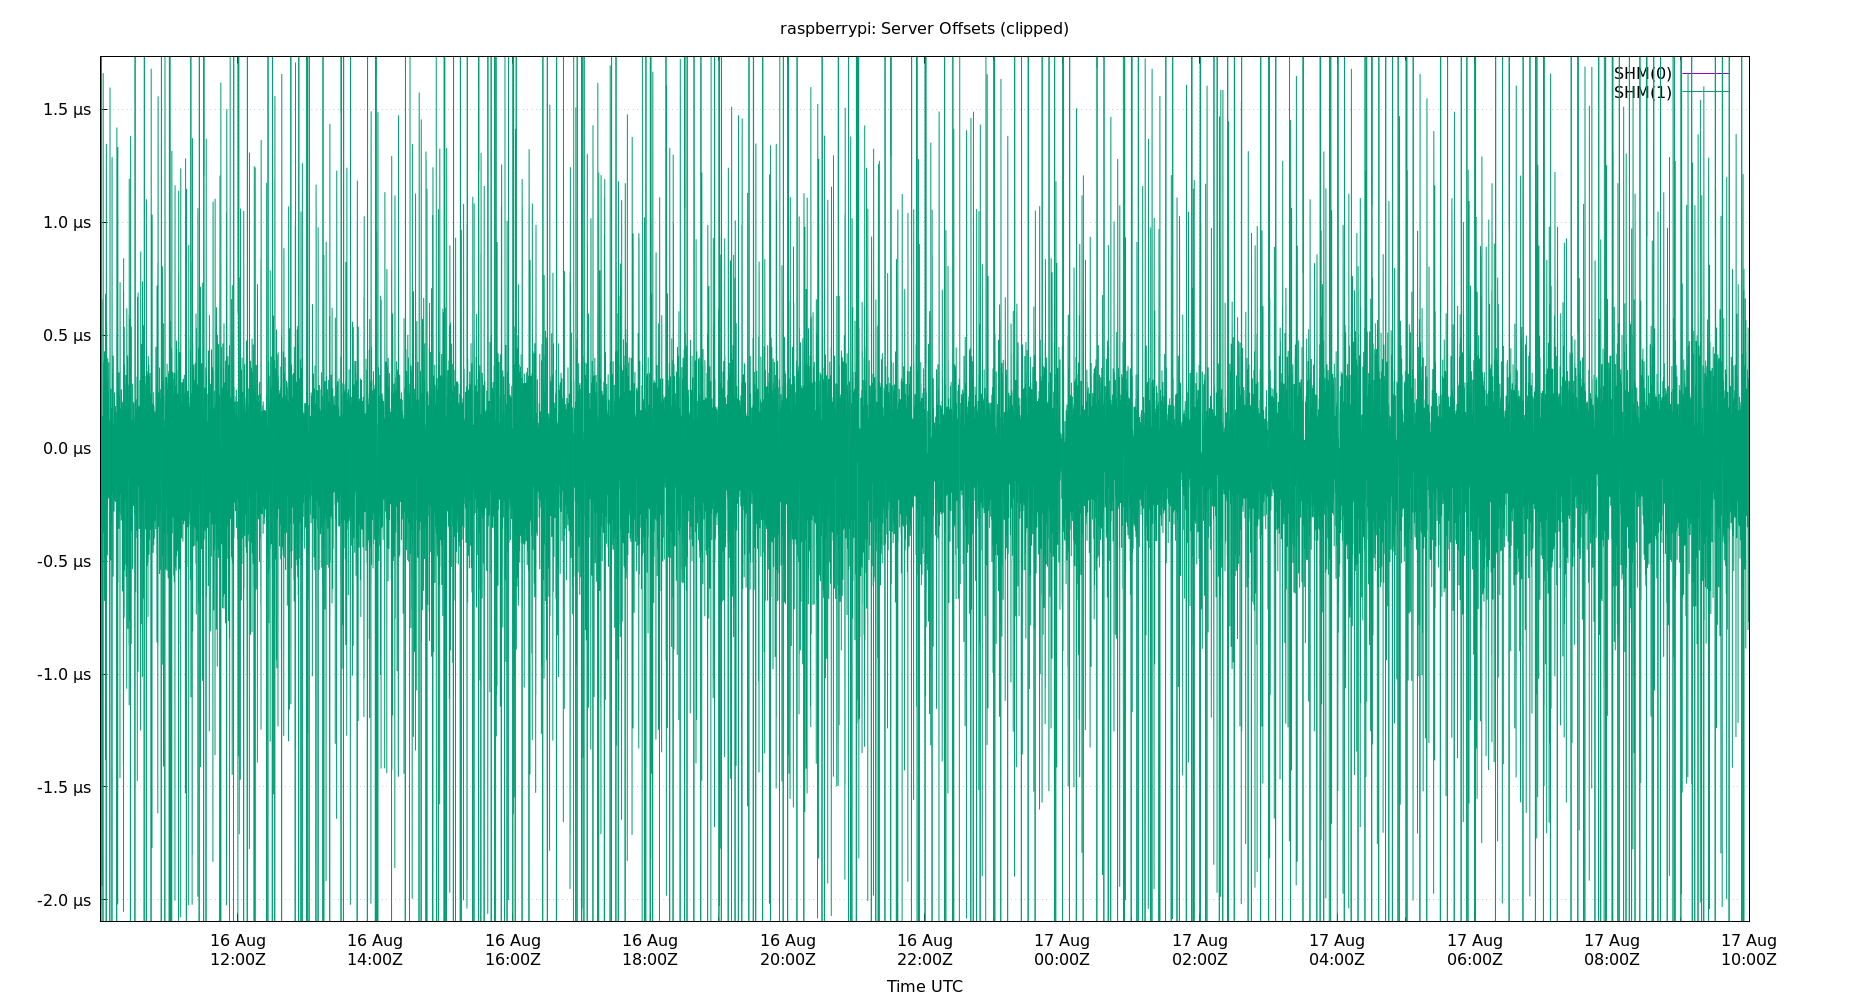 raspberrypi: Server Offsets (clipped)
SHM(0)
SHM(1)
1.5 µs
1.0 µs
0.5 µs
0.0 µs
-0.5 µs
-1.0 µs
-1.5 µs
-2.0 µs
16 Aug 16 Aug 16 Aug 16 Aug 16 Aug 16 Aug 17 Aug 17 Aug 17 Aug 17 Aug 17 Aug 17 Aug
12:00Z 14:00Z 16:00Z 18:00Z 20:00Z 22:00Z 00:00Z 02:00Z 04:00Z 06:00Z 08:00Z 10:00Z
Time UTC